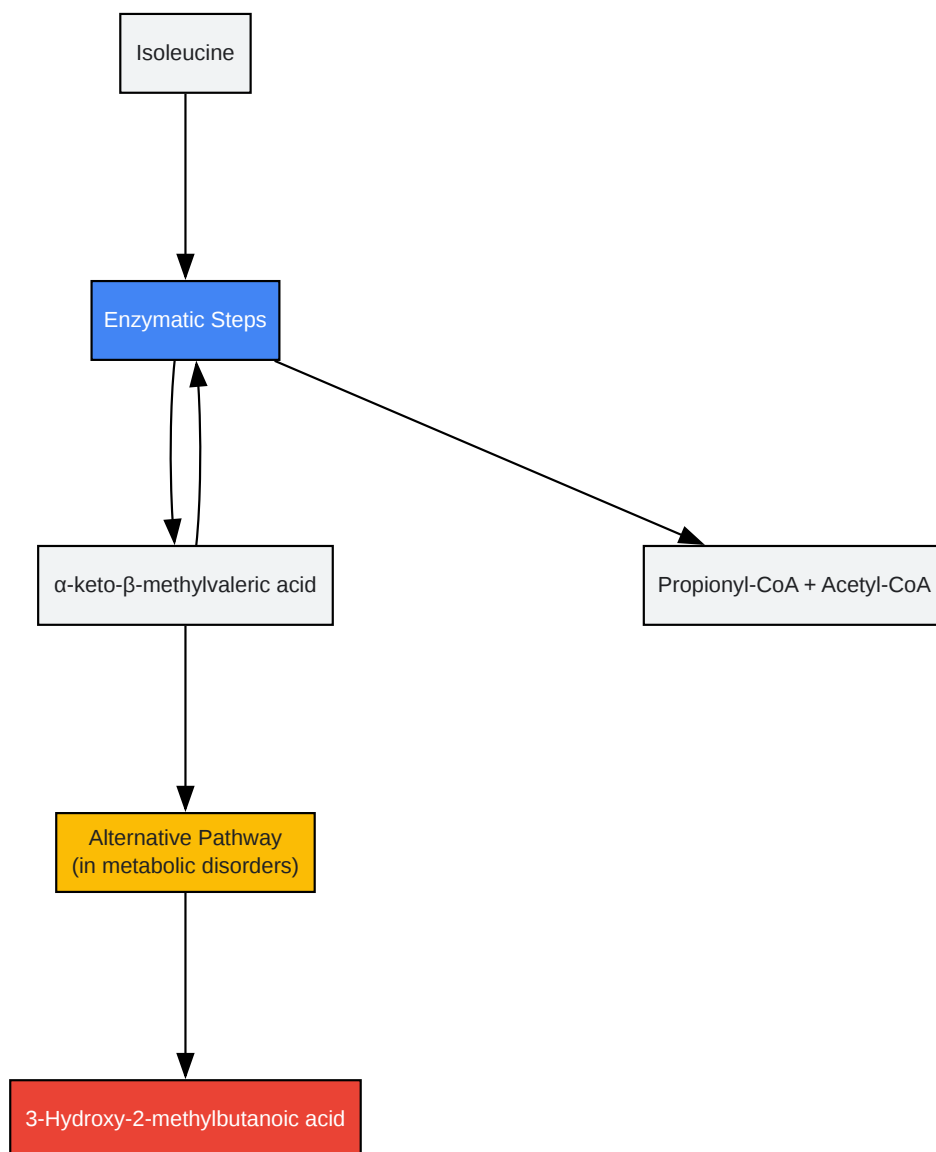 Isoleucine
Enzymatic Steps
α-keto-β-methylvaleric acid
Propionyl-CoA + Acetyl-CoA
Alternative Pathway
(in metabolic disorders)
3-Hydroxy-2-methylbutanoic acid